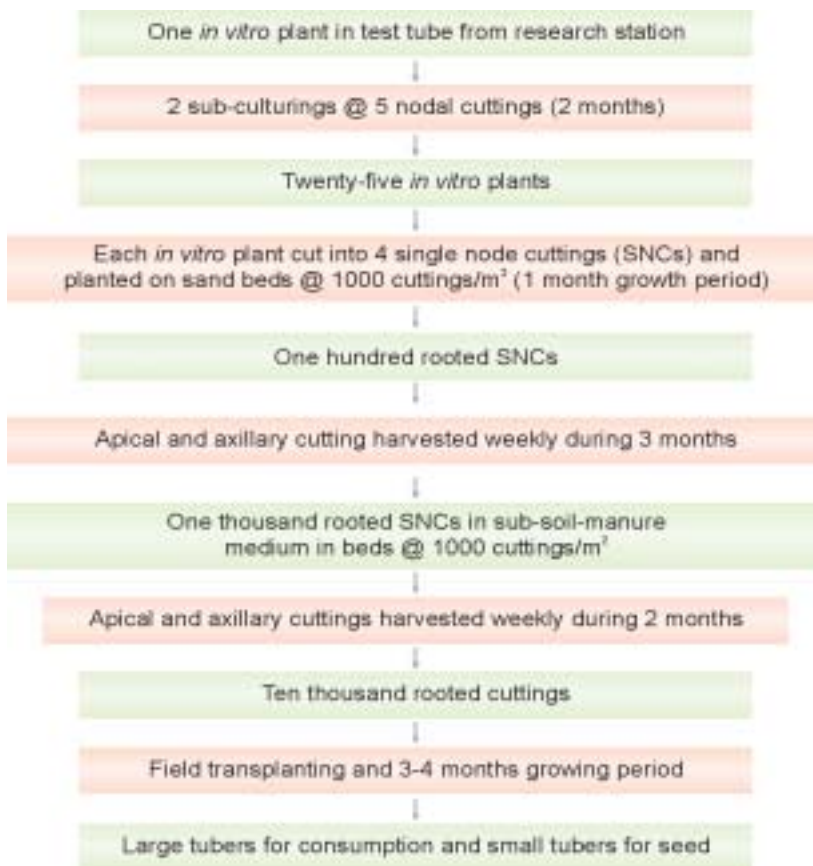 One in vitro plant in test tube from research station
2 sub-culturings @ 5 nodal cuttings (2 months)
Twenty-five in vitro plants
Each in vitro plant cut into 4 single node cuttings (SNCs) and
planted on sand beds @ 1000 cuttings/m² (1 month growth period)
One hundred rooted SNCs
Apical and axillary cutting harvested weekly during 3 months
One thousand rooted SNCs in sub-soil-manure
medium in beds @ 1000 cuttings/m²
Apical and axillary cuttings harvested weekly during 2 months
Ten thousand rooted cuttings
Field transplanting and 3-4 months growing period
Large tubers for consumption and small tubers for seed